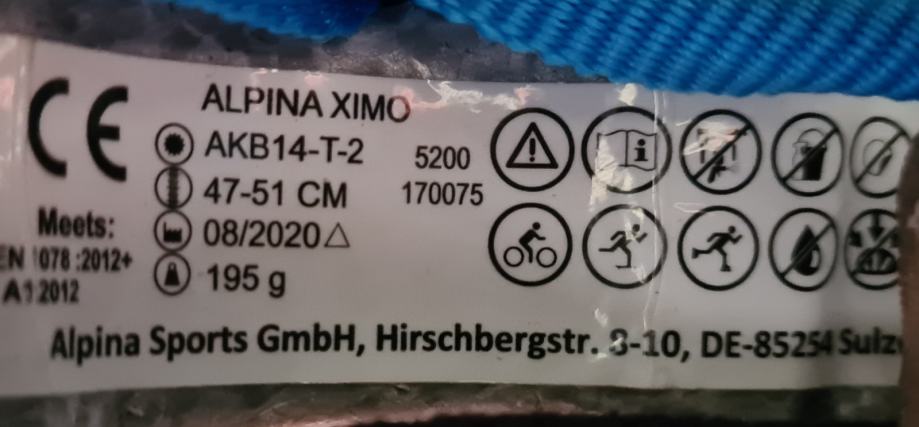 CE
ALPINA XIMO
AKB14-T-2
47-51 CM
08/2020△
195 g
5200
170075
Meets:
EN 1078:2012+
A1 2012
Alpina Sports GmbH, Hirschbergstr. 8-10, DE-85254